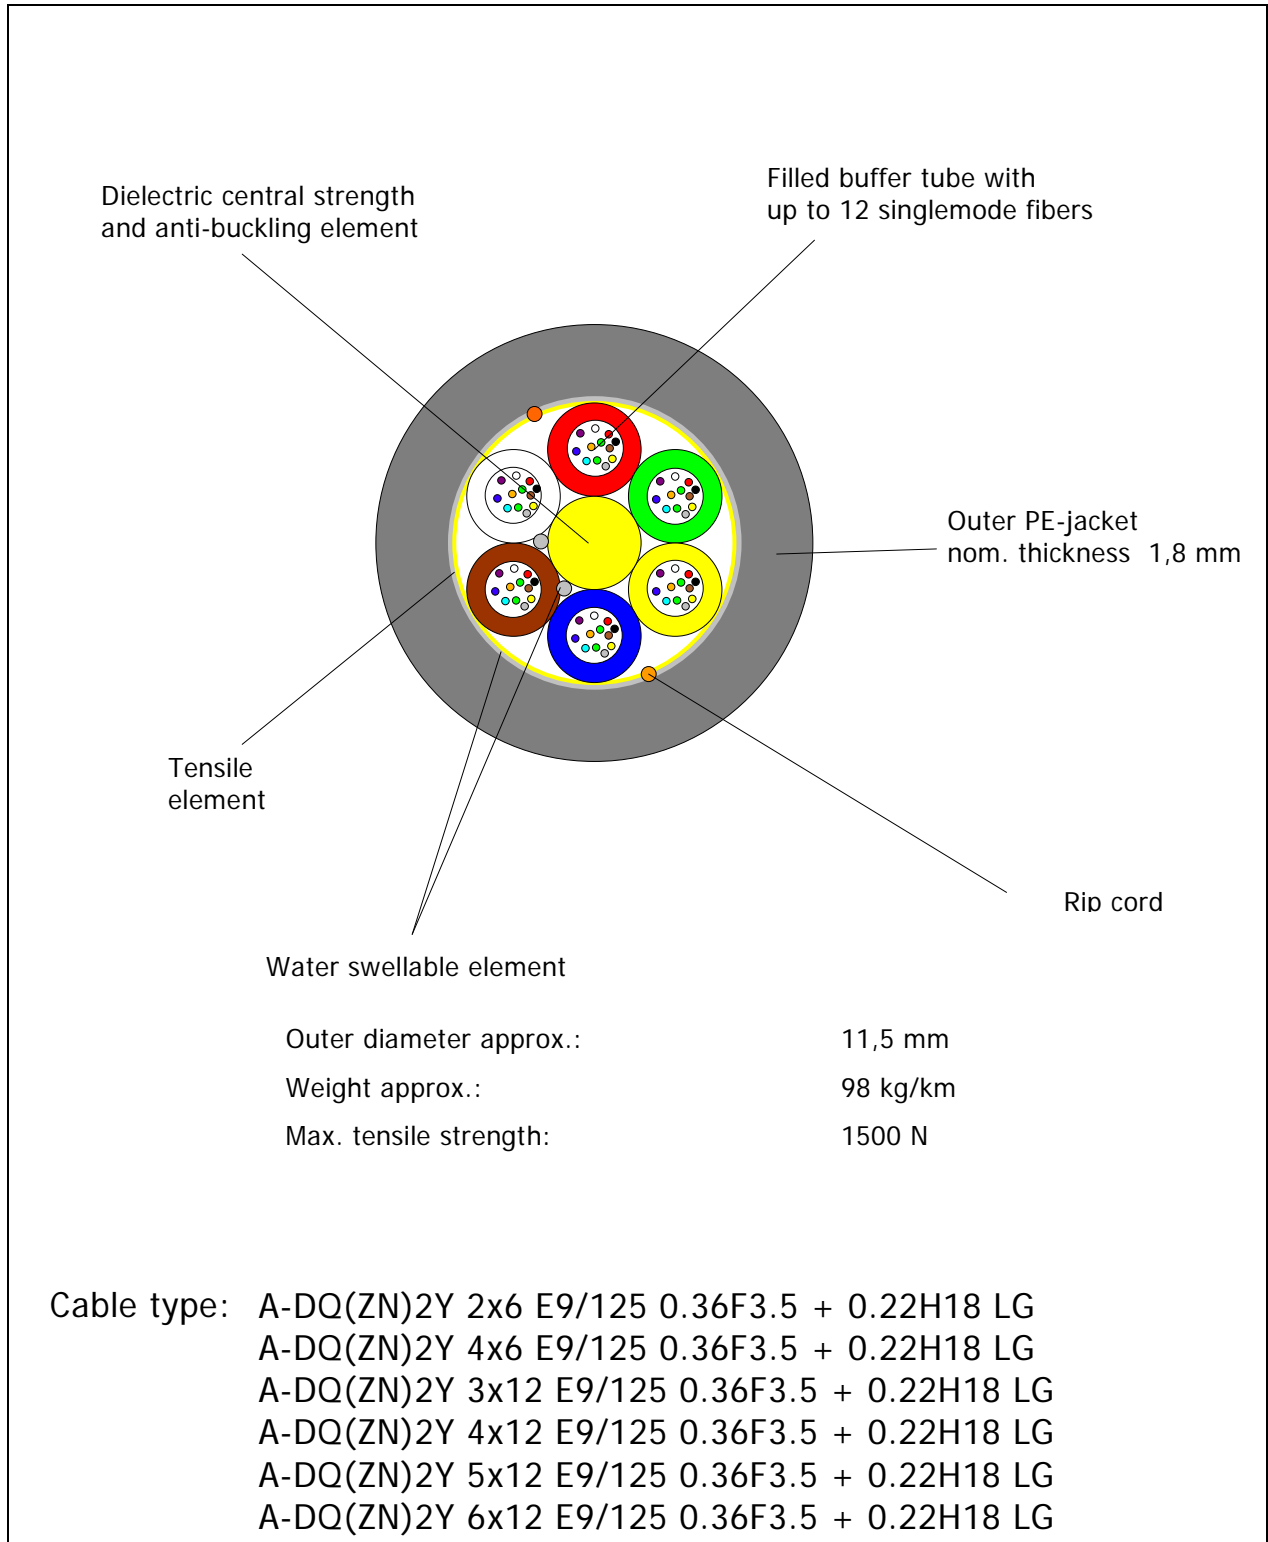 Dielectric central strength
and anti-buckling element
Filled buffer tube with
up to 12 singlemode fibers
Outer PE-jacket
nom. thickness 1,8 mm
Tensile
element
Rip cord
Water swellable element
Outer diameter approx.: 11,5 mm
Weight approx.: 98 kg/km
Max. tensile strength: 1500 N
Cable type: A-DQ(ZN)2Y 2x6 E9/125 0.36F3.5 + 0.22H18 LG
A-DQ(ZN)2Y 4x6 E9/125 0.36F3.5 + 0.22H18 LG
A-DQ(ZN)2Y 3x12 E9/125 0.36F3.5 + 0.22H18 LG
A-DQ(ZN)2Y 4x12 E9/125 0.36F3.5 + 0.22H18 LG
A-DQ(ZN)2Y 5x12 E9/125 0.36F3.5 + 0.22H18 LG
A-DQ(ZN)2Y 6x12 E9/125 0.36F3.5 + 0.22H18 LG